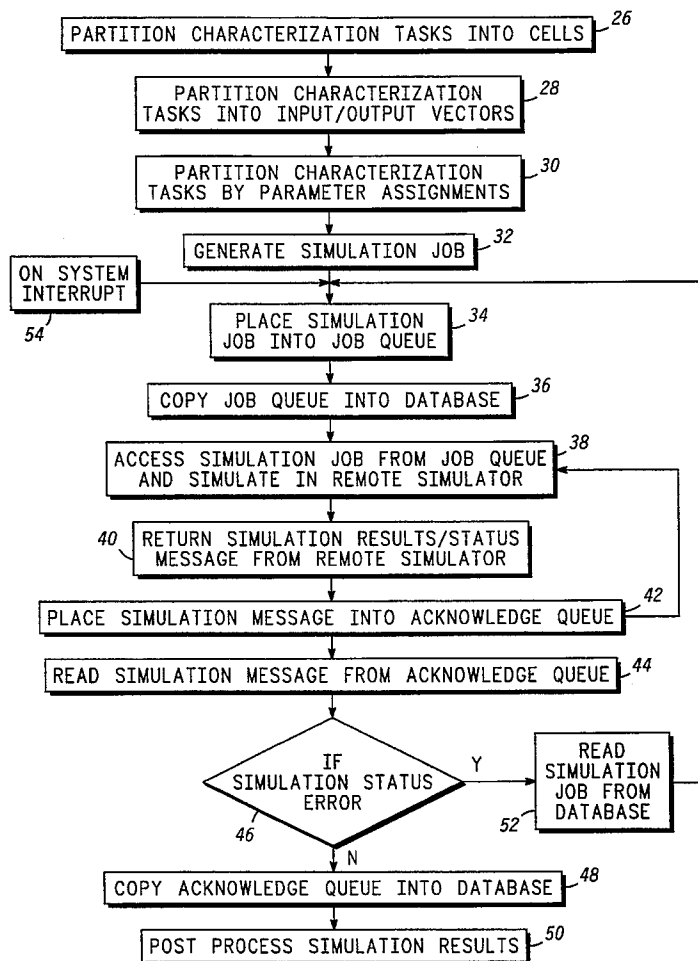 PARTITION CHARACTERIZATION TASKS INTO CELLS
26
PARTITION CHARACTERIZATION
TASKS INTO INPUT/OUTPUT VECTORS
28
PARTITION CHARACTERIZATION
TASKS BY PARAMETER ASSIGNMENTS
30
GENERATE SIMULATION JOB
32
ON SYSTEM
INTERRUPT
54
PLACE SIMULATION
JOB INTO JOB QUEUE
34
COPY JOB QUEUE INTO DATABASE
36
ACCESS SIMULATION JOB FROM JOB QUEUE
AND SIMULATE IN REMOTE SIMULATOR
38
40
RETURN SIMULATION RESULTS/STATUS
MESSAGE FROM REMOTE SIMULATOR
PLACE SIMULATION MESSAGE INTO ACKNOWLEDGE QUEUE
42
READ SIMULATION MESSAGE FROM ACKNOWLEDGE QUEUE
44
IF
SIMULATION STATUS
ERROR
46
Y
READ
SIMULATION
JOB FROM
DATABASE
52
N
COPY ACKNOWLEDGE QUEUE INTO DATABASE
48
POST PROCESS SIMULATION RESULTS
50